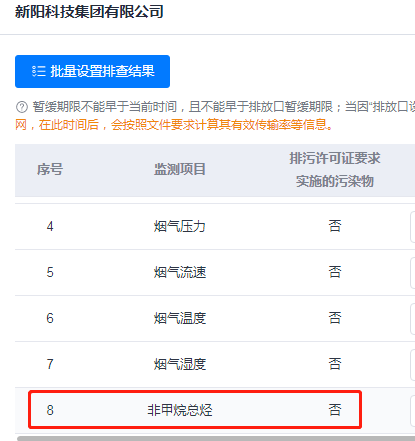 新阳科技集团有限公司
批量设置排查结果
暂缓期限不能早于当前时间，且不能早于排放口暂缓期限；当因“排放口
网，在此时间后，会按照文件要求计算其有效传输率等信息。
序号 监测项目 排污许可证要求
实施的污染物
4 烟气压力 否
5 烟气流速 否
6 烟气温度 否
7 烟气湿度 否
8 非甲烷总烃 否